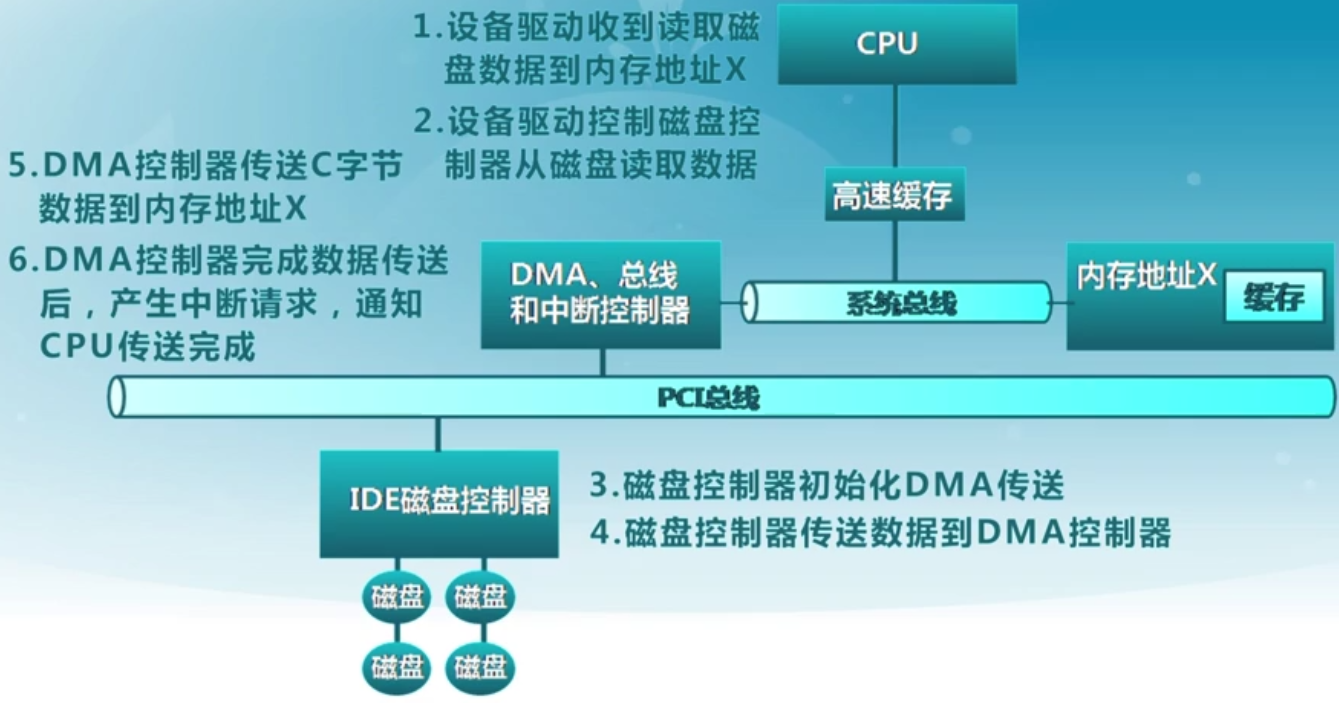 1.设备驱动收到读取磁
盘数据到内存地址X
2.设备驱动控制磁盘控
制器从磁盘读取数据
CPU
高速缓存
5.DMA控制器传送C字节
数据到内存地址X
6.DMA控制器完成数据传送
后，产生中断请求，通知
CPU传送完成
DMA、总线
和中断控制器
系统总线
内存地址X
缓存
PCI总线
IDE磁盘控制器
3.磁盘控制器初始化DMA传送
4.磁盘控制器传送数据到DMA控制器
磁盘 磁盘
磁盘 磁盘